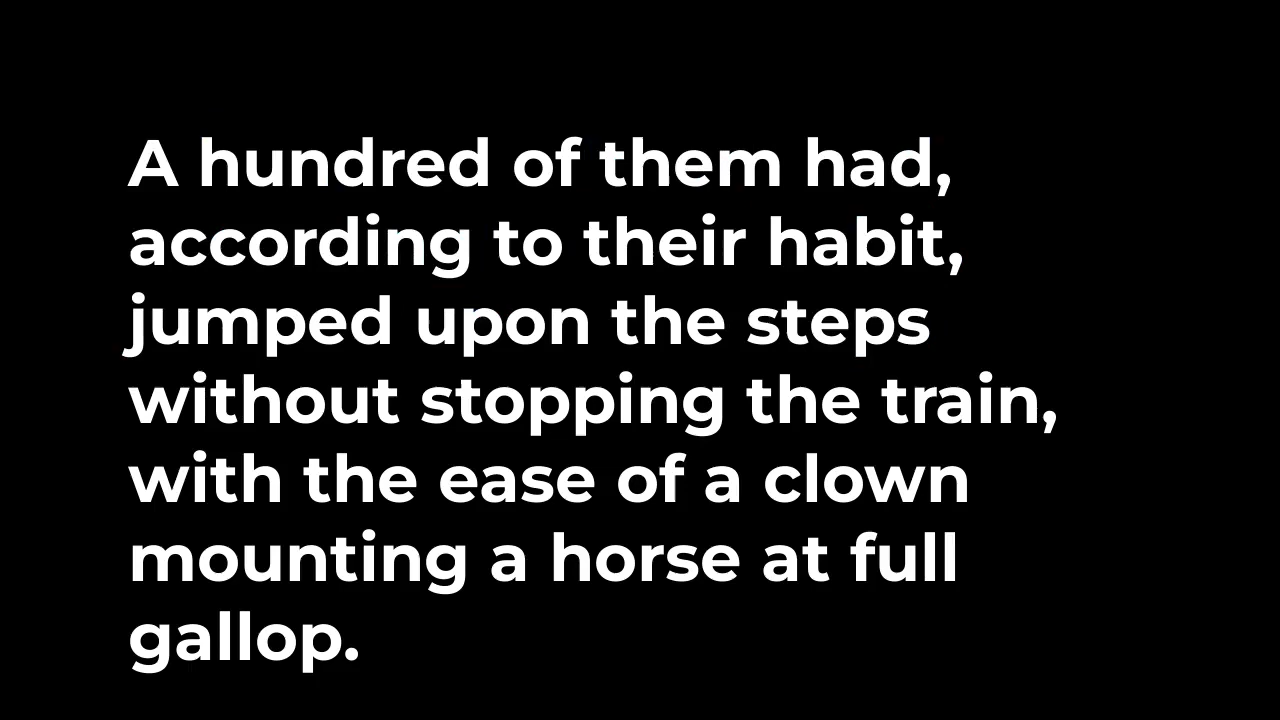 A hundred of them had,
according to their habit,
jumped upon the steps
without stopping the train,
with the ease of a clown
mounting a horse at full
gallop.